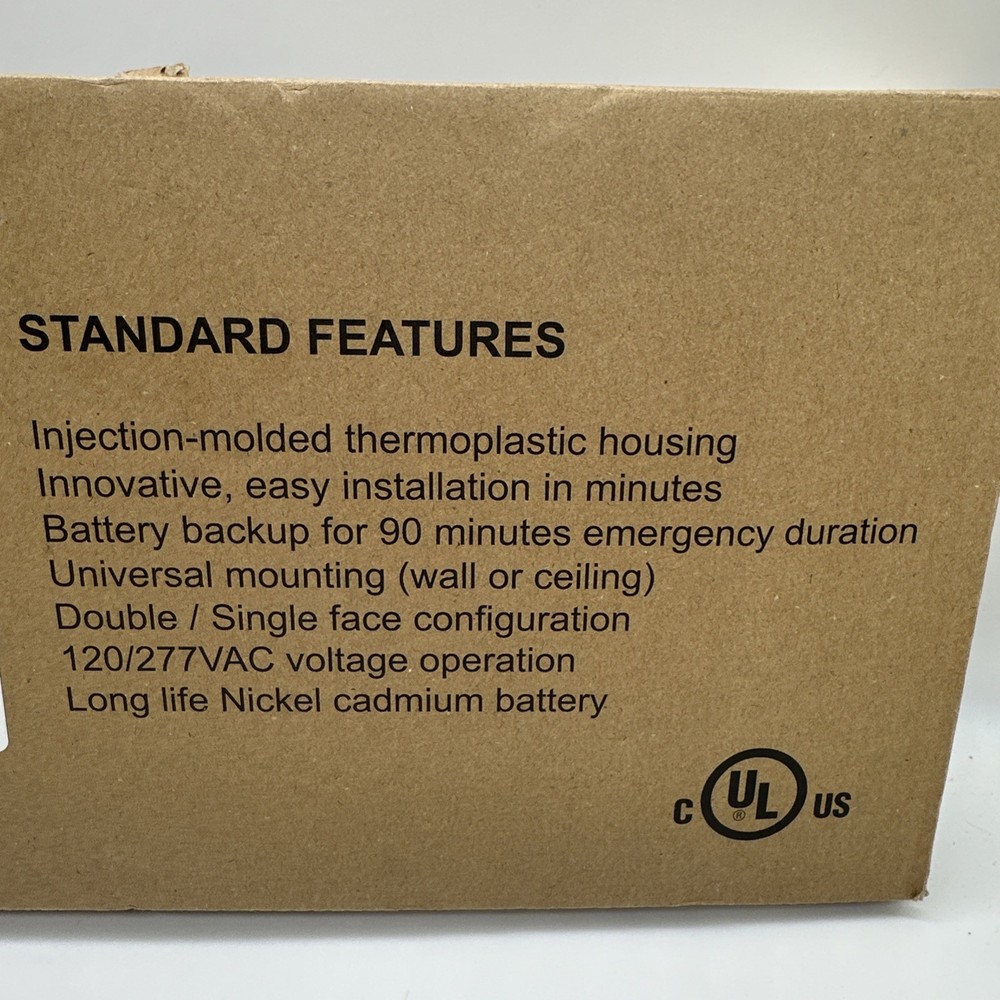 STANDARD FEATURES
Injection-molded thermoplastic housing
Innovative, easy installation in minutes
Battery backup for 90 minutes emergency duration
Universal mounting (wall or ceiling)
Double / Single face configuration
120/277VAC voltage operation
Long life Nickel cadmium battery
C UL ® US